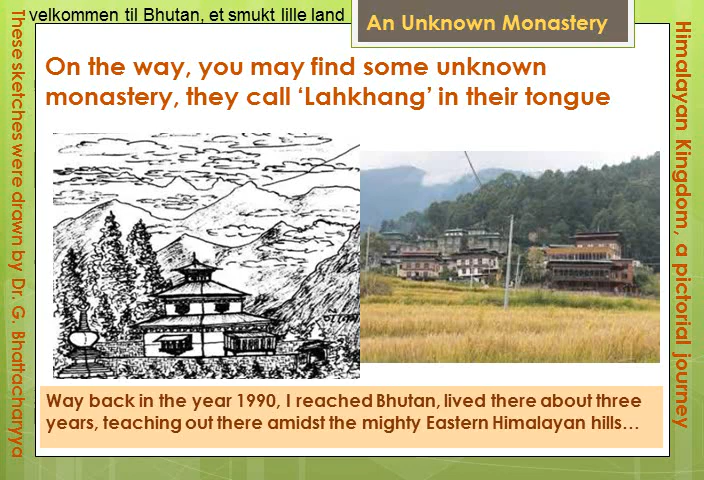 velkommen til Bhutan, et smukt lille land
An Unknown Monastery
On the way, you may find some unknown
monastery, they call ‘Lahkhang’ in their tongue
These sketches were drawn by Dr. G. Bhattacharyya
Himalayan Kingdom, a pictorial journey
Way back in the year 1990, I reached Bhutan, lived there about three
years, teaching out there amidst the mighty Eastern Himalayan hills…